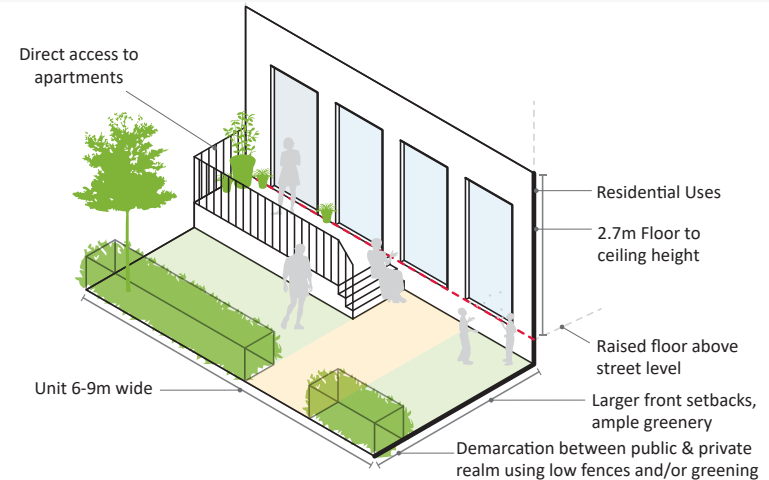 Direct access to
apartments
Residential Uses
2.7m Floor to
ceiling height
Raised floor above
street level
Unit 6-9m wide
Larger front setbacks,
ample greenery
Demarcation between public & private
realm using low fences and/or greening